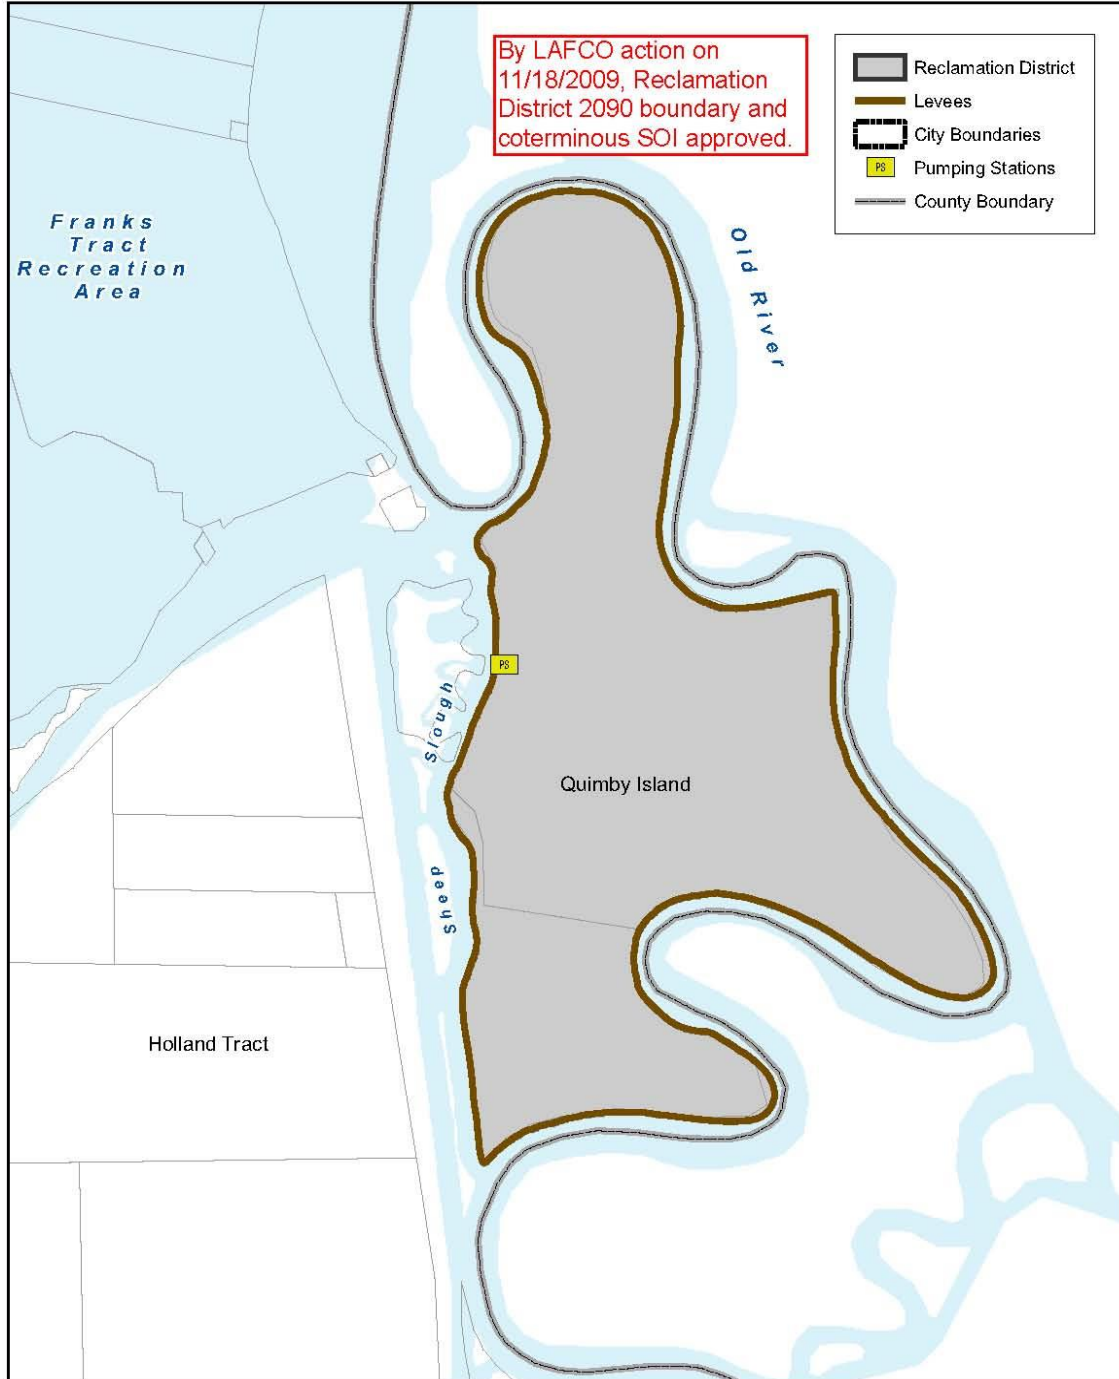 By LAFCO action on
11/18/2009, Reclamation
District 2090 boundary and
coterminous SOI approved.
Reclamation District
Levees
City Boundaries
PS Pumping Stations
County Boundary
Franks
Tract
Recreation
Area
Old River
PS
Sheep Slough
Quimby Island
Holland Tract